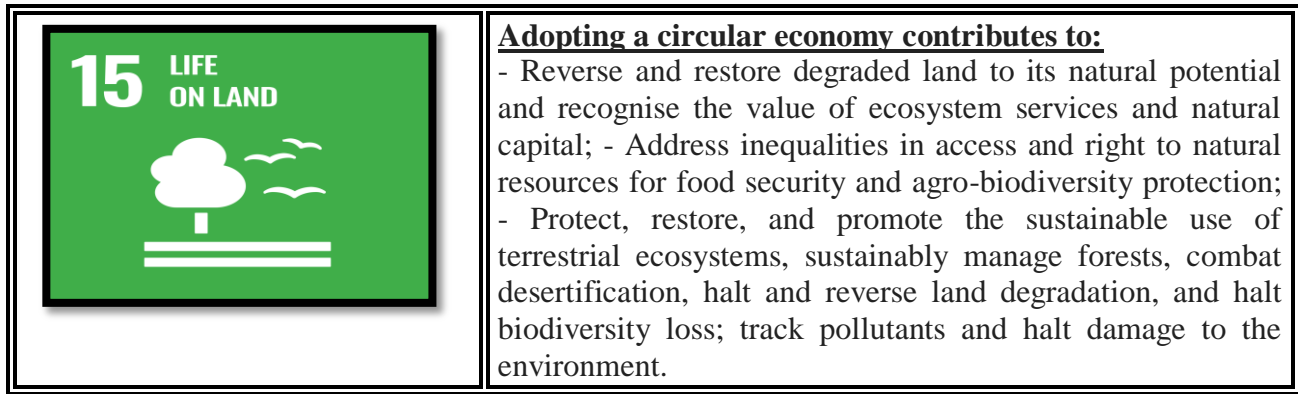 15 LIFE
ON LAND
Adopting a circular economy contributes to:
- Reverse and restore degraded land to its natural potential
and recognise the value of ecosystem services and natural
capital; - Address inequalities in access and right to natural
resources for food security and agro-biodiversity protection;
- Protect, restore, and promote the sustainable use of
terrestrial ecosystems, sustainably manage forests, combat
desertification, halt and reverse land degradation, and halt
biodiversity loss; track pollutants and halt damage to the
environment.